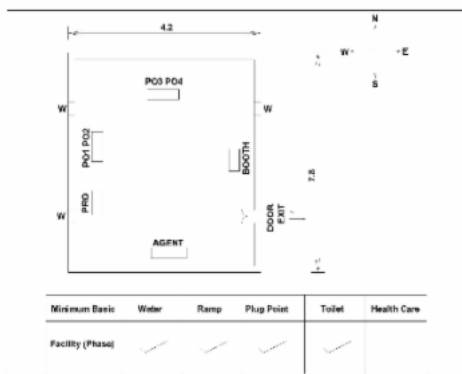 N
4.2
W E
S
PO3 PO4
W W
PO1 PO2
BOOTH
7.8
PRO
W
DOOR
EXIT
AGENT
Minimum Basic Water Ramp Plug Point Toilet Health Care
Facility (Phase)